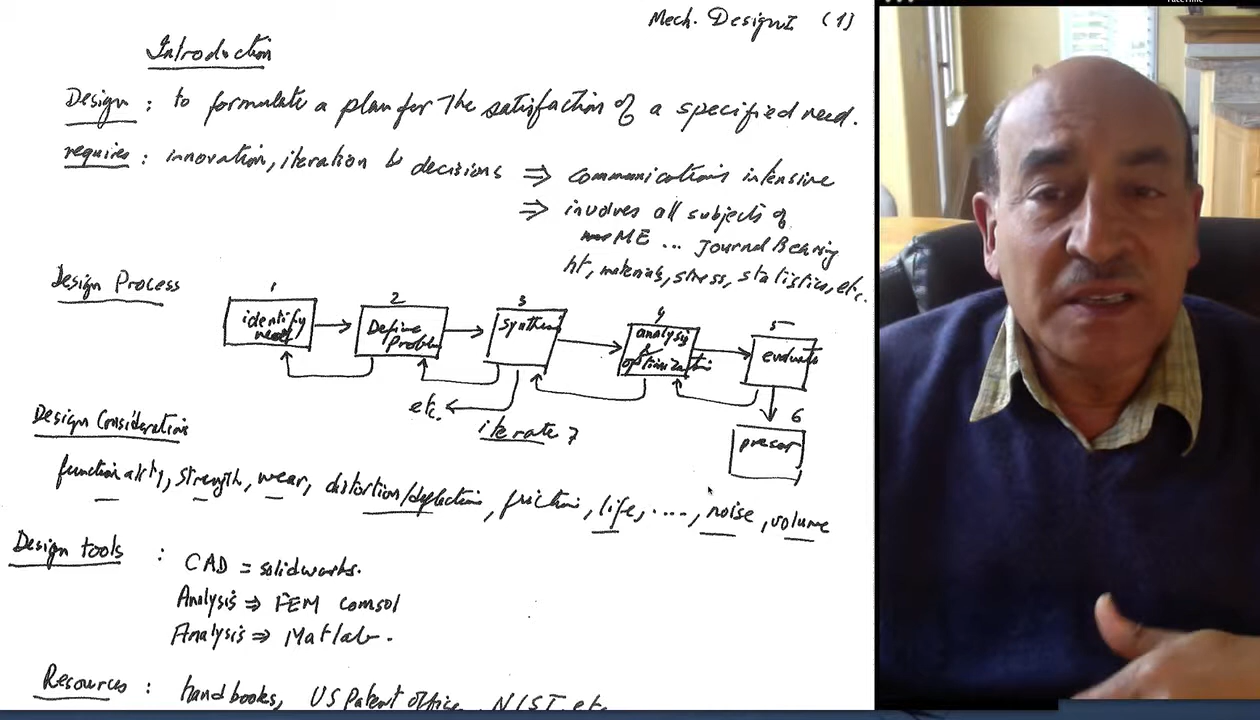 Mech. Design I (1)
Introduction
Design : to formulate a plan for the satisfaction of a specified need.
requires : innovation, iteration & decisions ⇒ communications intensive
⇒ involves all subjects of
ME ... Journal Bearing
ht, materials, stress, statistics, etc.
Design Process
1 2 3 4 5
identify need
Define Problem
synthesis
analysis & optimization
evaluate
6
present
etc.
iterate 7
Design Considerations
functionality, strength, wear, distortion/deflection, friction, life, ...., noise, volume
Design tools : CAD = solidworks.
Analysis ⇒ FEM comsol
Analysis ⇒ Matlab.
Resources : handbooks, US Patent office, NIST, etc.